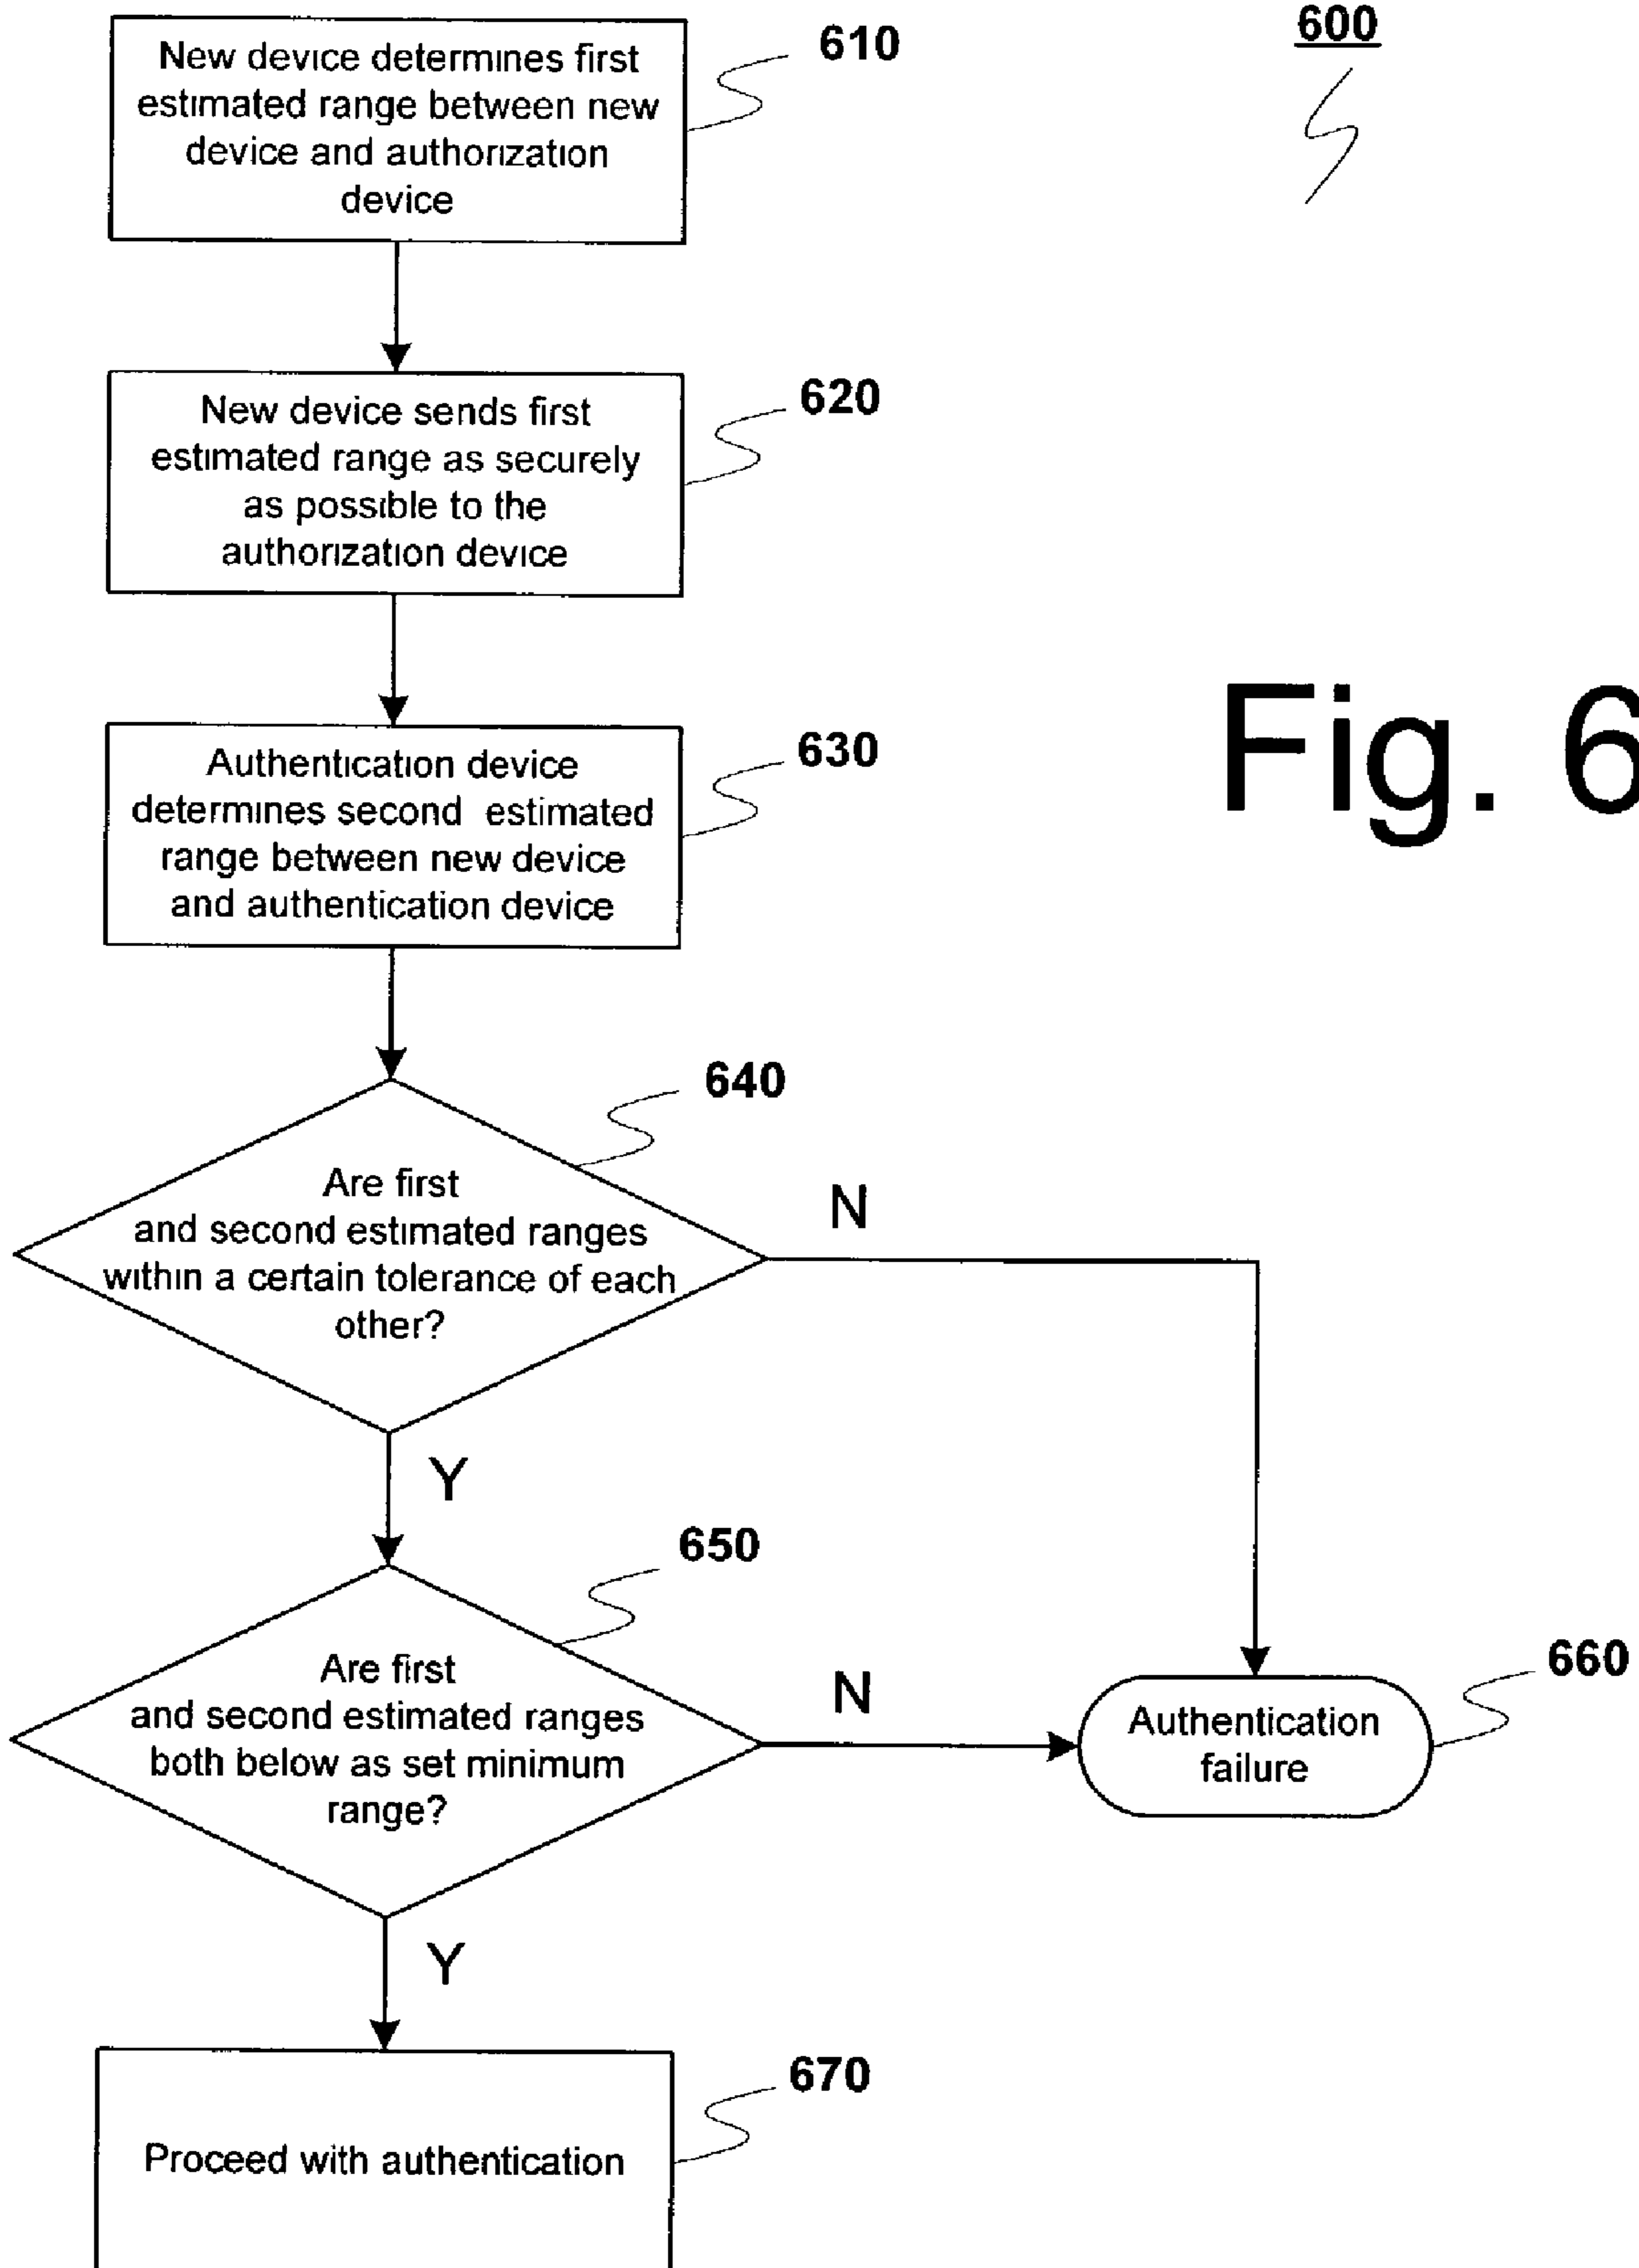 600
610
New device determines first
estimated range between new
device and authorization
device
620
New device sends first
estimated range as securely
as possible to the
authorization device
Fig. 6
630
Authentication device
determines second estimated
range between new device
and authentication device
640
Are first
and second estimated ranges
within a certain tolerance of each
other?
N
Y
650
Are first
and second estimated ranges
both below as set minimum
range?
N
660
Authentication
failure
Y
670
Proceed with authentication